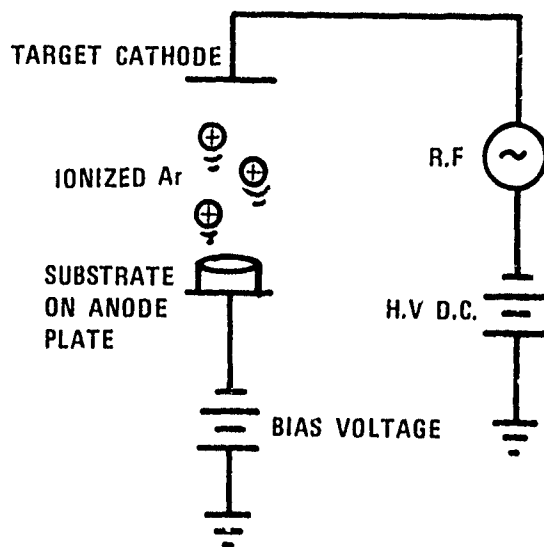 TARGET CATHODE
R.F
IONIZED Ar
SUBSTRATE
ON ANODE
PLATE
H.V D.C.
BIAS VOLTAGE